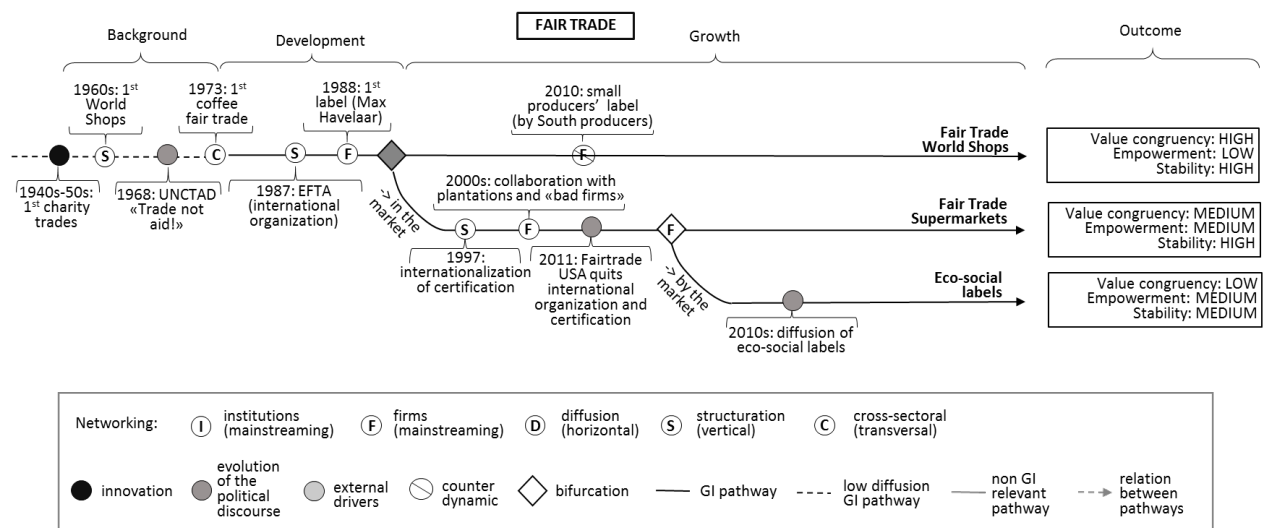 FAIR TRADE
Background
Development
Growth
Outcome
1960s: 1st
World
Shops
1973: 1st
coffee
fair trade
1988: 1st
label (Max
Havelaar)
2010: small
producers' label
(by South producers)
S
C
S
F
F
Fair Trade
World Shops
Value congruency: HIGH
Empowerment: LOW
Stability: HIGH
1940s-50s:
1st charity
trades
1968: UNCTAD
«Trade not
aid!»
1987: EFTA
(international
organization)
-> in the
market
2000s: collaboration with
plantations and «bad firms»
S
F
F
Fair Trade
Supermarkets
Value congruency: MEDIUM
Empowerment: MEDIUM
Stability: HIGH
1997:
internationalization
of certification
2011: Fairtrade
USA quits
international
organization and
certification
-> by the
market
Eco-social
labels
Value congruency: LOW
Empowerment: MEDIUM
Stability: MEDIUM
2010s: diffusion of
eco-social labels
Networking:
I
institutions
(mainstreaming)
F
firms
(mainstreaming)
D
diffusion
(horizontal)
S
structuration
(vertical)
C
cross-sectoral
(transversal)
innovation
evolution
of the
political
discourse
external
drivers
counter
dynamic
bifurcation
GI pathway
low diffusion
GI pathway
non GI
relevant
pathway
relation
between
pathways